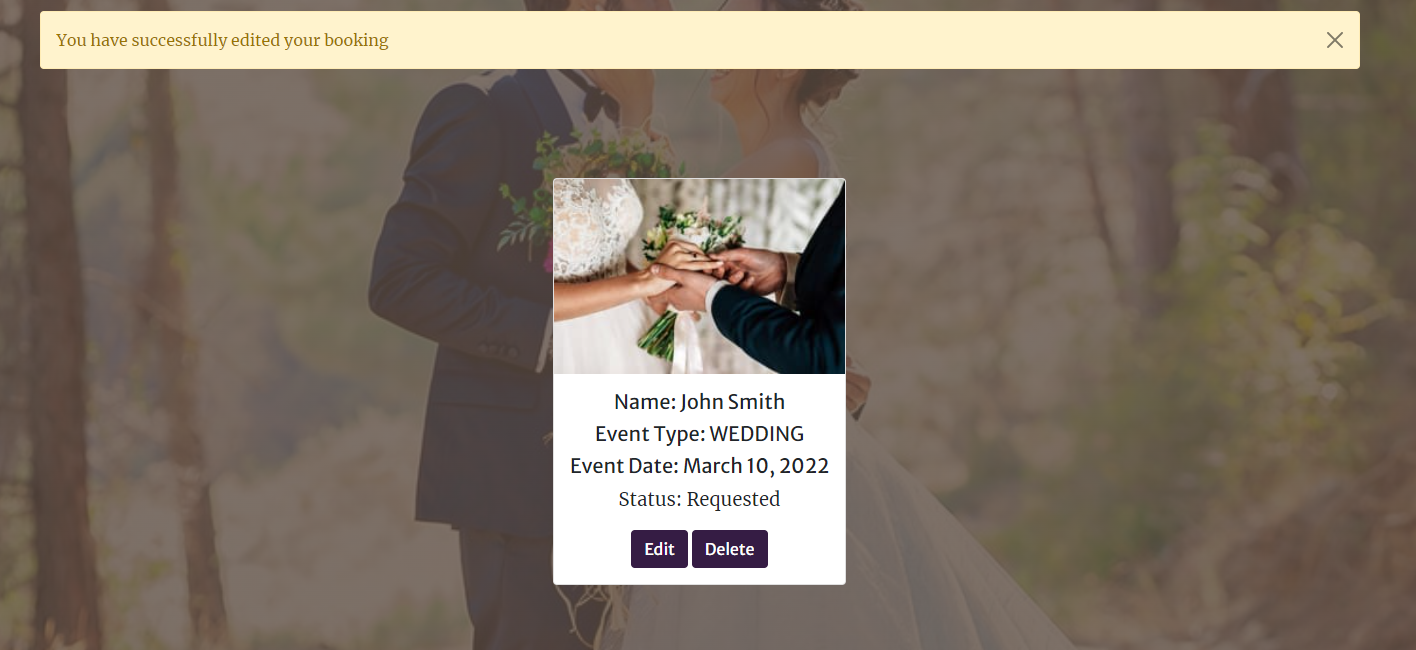 You have successfully edited your booking
Name: John Smith
Event Type: WEDDING
Event Date: March 10, 2022
Status: Requested
Edit Delete